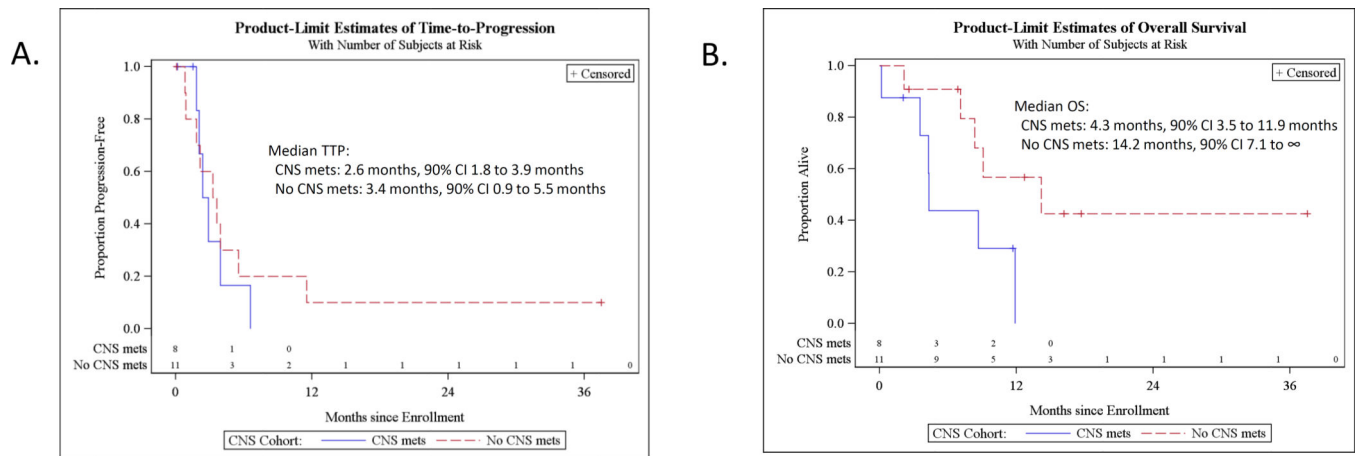 A.
Product-Limit Estimates of Time-to-Progression
With Number of Subjects at Risk
+ Censored
1.0
0.8
0.6
0.4
0.2
0.0
Proportion Progression-Free
Median TTP:
CNS mets: 2.6 months, 90% CI 1.8 to 3.9 months
No CNS mets: 3.4 months, 90% CI 0.9 to 5.5 months
CNS mets 8 1 0
No CNS mets 11 3 2 1 1 1 1 1 0
0 12 24 36
Months since Enrollment
CNS Cohort: CNS mets No CNS mets
B.
Product-Limit Estimates of Overall Survival
With Number of Subjects at Risk
+ Censored
1.0
0.8
0.6
0.4
0.2
0.0
Proportion Alive
Median OS:
CNS mets: 4.3 months, 90% CI 3.5 to 11.9 months
No CNS mets: 14.2 months, 90% CI 7.1 to ∞
CNS mets 8 3 2 0
No CNS mets 11 9 5 3 1 1 1 1 0
0 12 24 36
Months since Enrollment
CNS Cohort: CNS mets No CNS mets